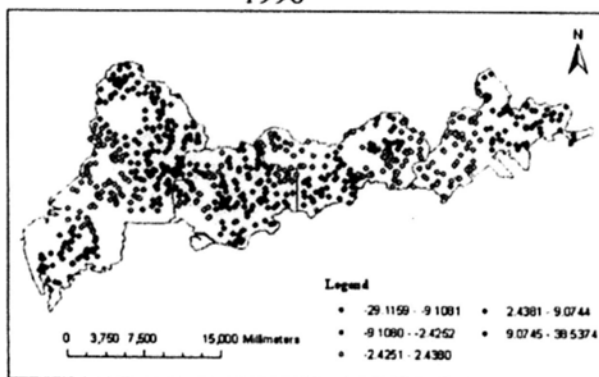 1996
N
Legend
-29.1159 - -9.1081
2.4381 - 9.0744
-9.1080 - -2.4252
9.0745 - 38.5374
-2.4251 - 2.4380
0 3,750 7,500 15,000 Millimeters